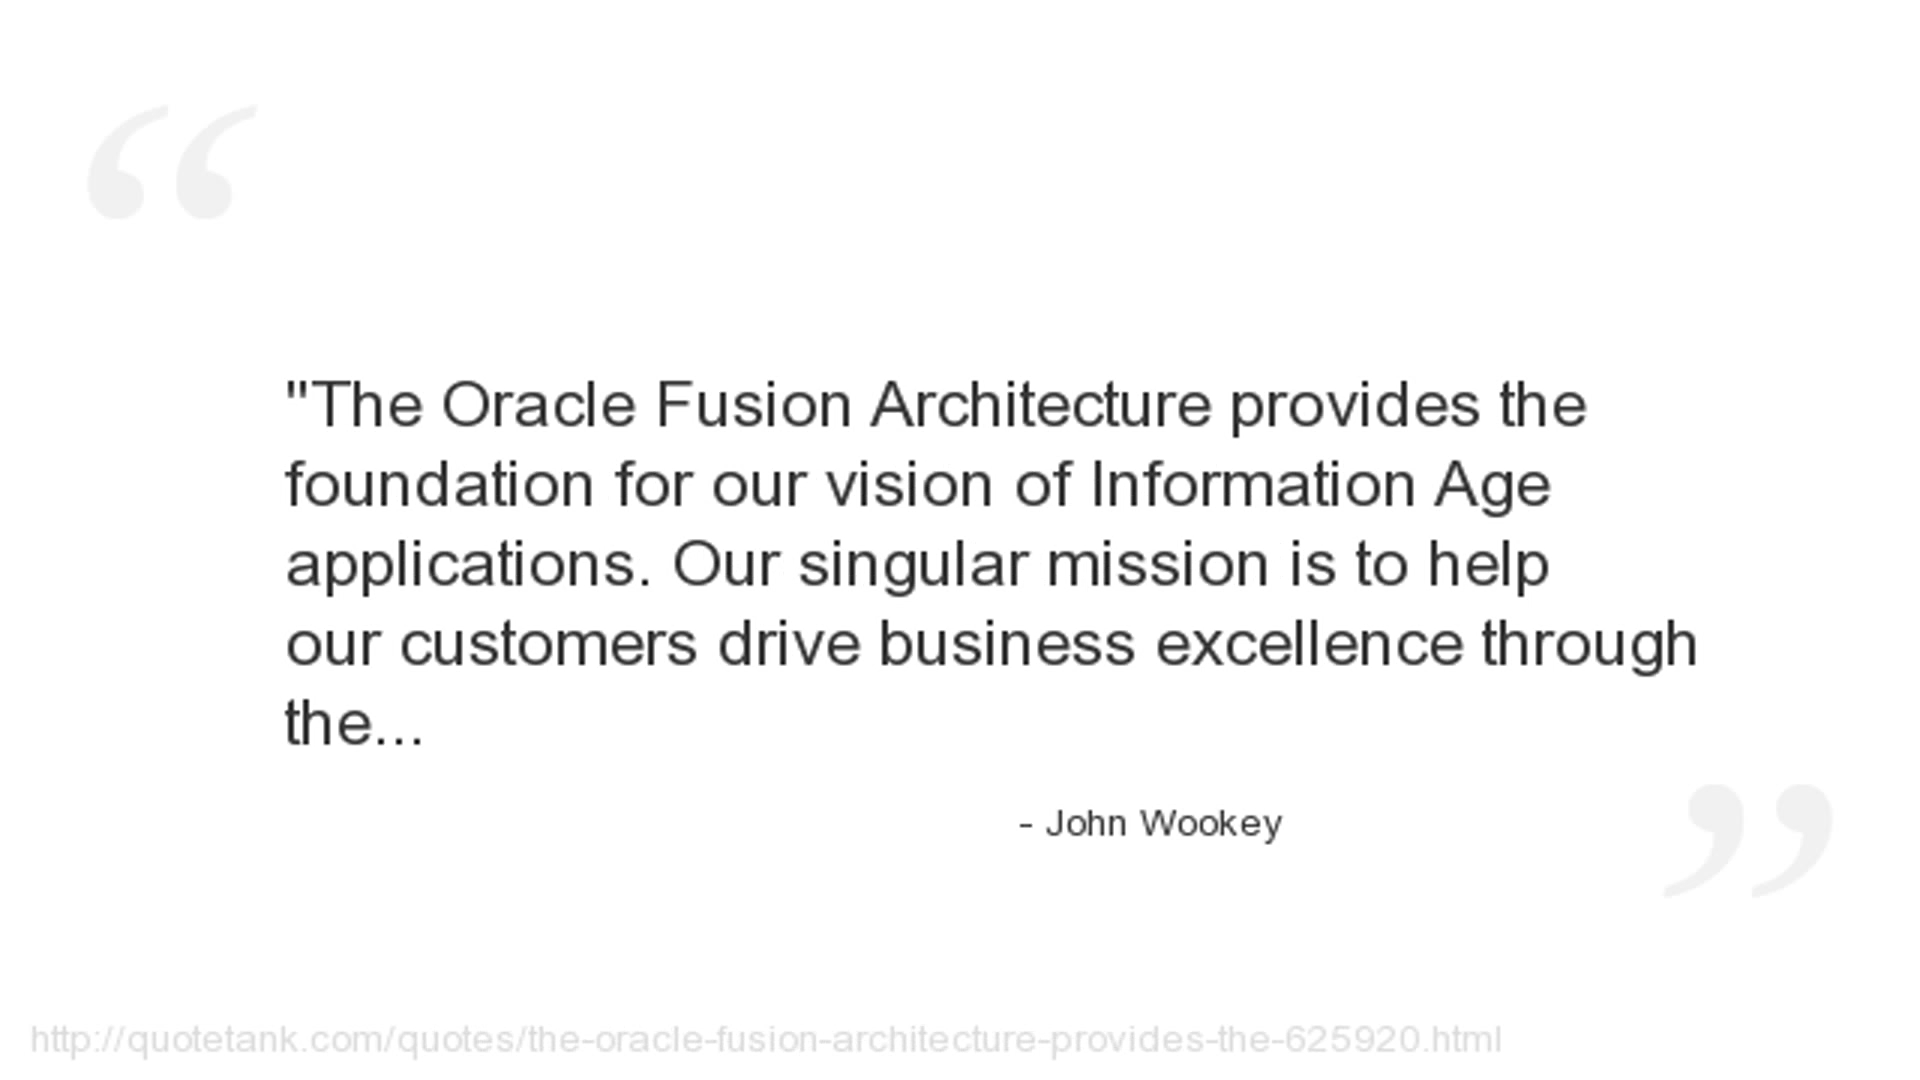 “
"The Oracle Fusion Architecture provides the
foundation for our vision of Information Age
applications. Our singular mission is to help
our customers drive business excellence through
the...
- John Wookey
”
http://quotetank.com/quotes/the-oracle-fusion-architecture-provides-the-625920.html